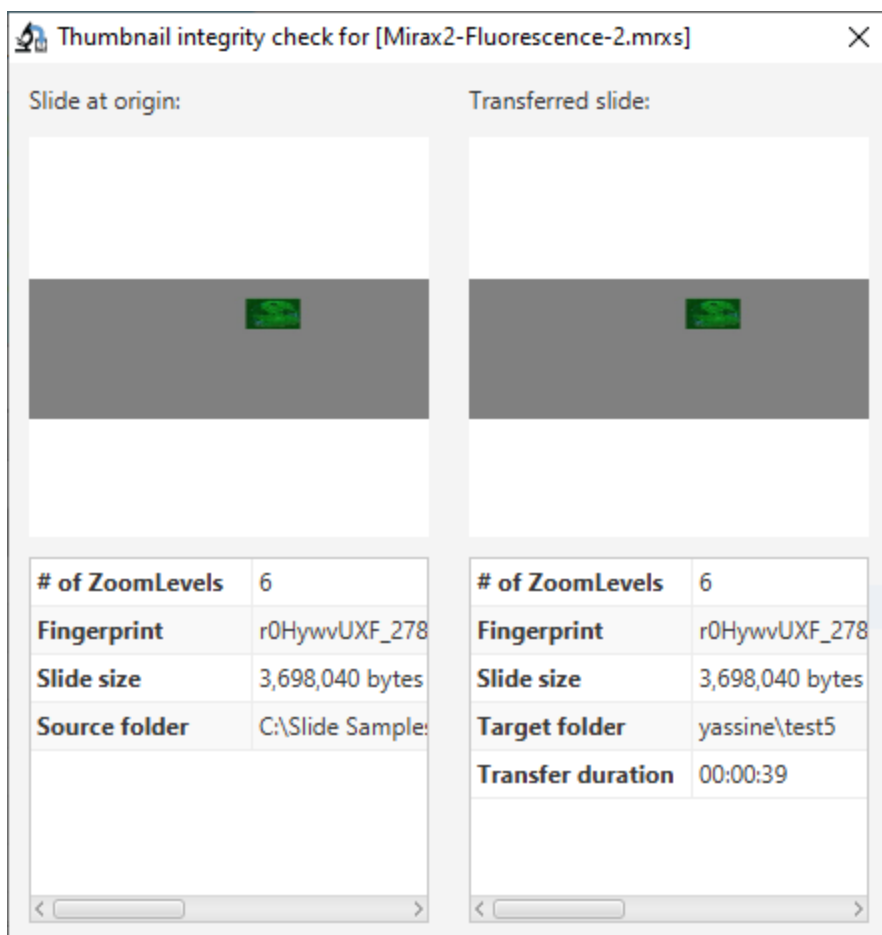 Thumbnail integrity check for [Mirax2-Fluorescence-2.mrxs]
Slide at origin:
Transferred slide:
# of ZoomLevels 6
Fingerprint r0HywvUXF_278
Slide size 3,698,040 bytes
Source folder C:\Slide Samples
# of ZoomLevels 6
Fingerprint r0HywvUXF_278
Slide size 3,698,040 bytes
Target folder yassine\test5
Transfer duration 00:00:39